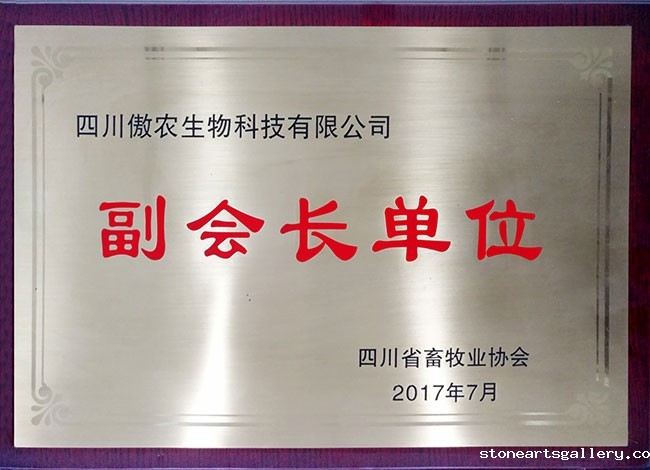 四川傲农生物科技有限公司
副会长单位
四川省畜牧业协会
2017年7月
stoneartsgallery.co